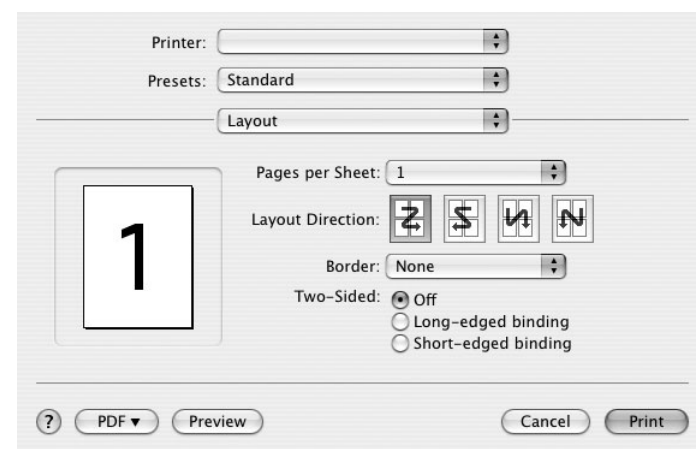 Printer:
Presets: Standard
Layout
Pages per Sheet: 1
Layout Direction:
1
Border: None
Two-Sided: Off
Long-edged binding
Short-edged binding
? PDF ▼ Preview Cancel Print